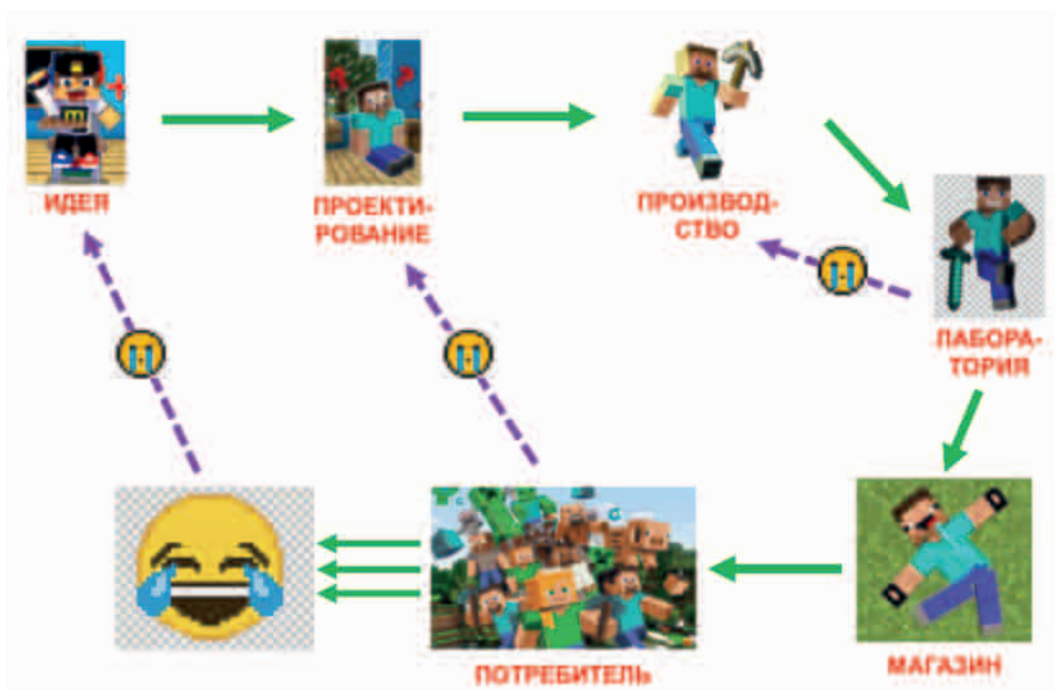 ИДЕЯ
ПРОЕКТИ-
РОВАНИЕ
ПРОИЗВОД-
СТВО
ЛАБОРА-
ТОРИЯ
МАГАЗИН
ПОТРЕБИТЕЛЬ